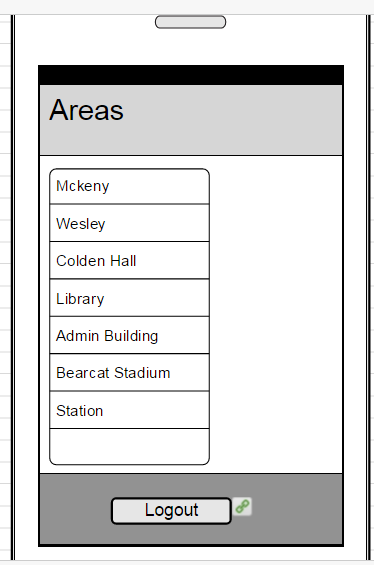 Areas
Mckeny
Wesley
Colden Hall
Library
Admin Building
Bearcat Stadium
Station
Logout